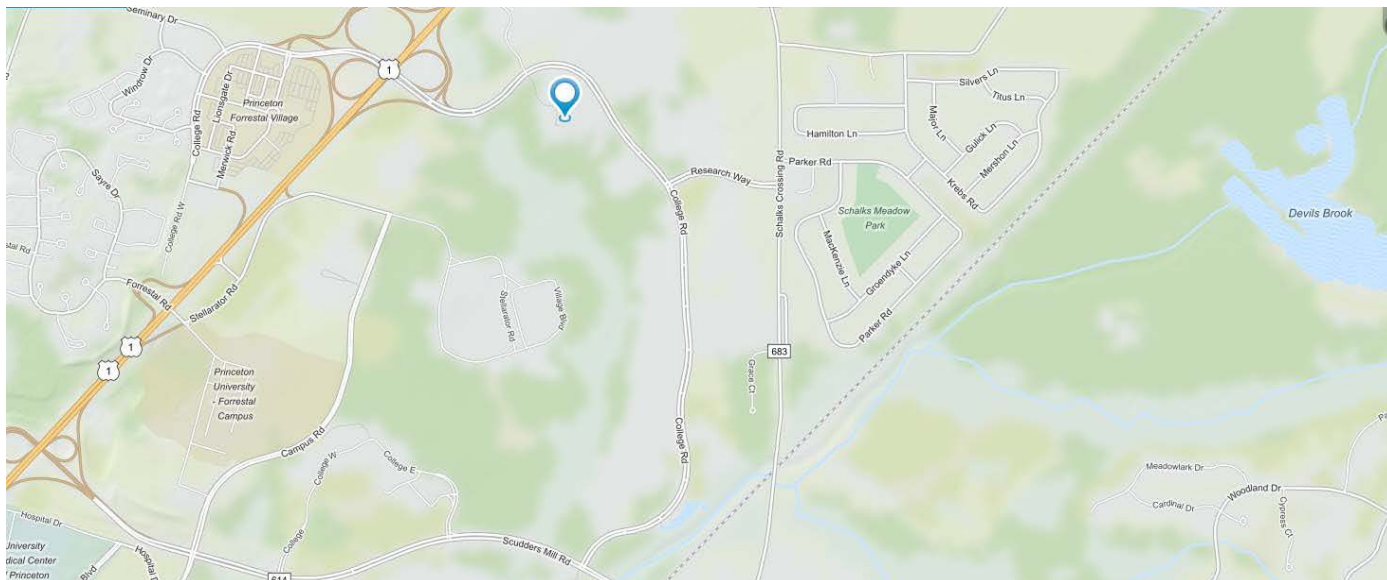 Seminary Dr
Windrow Dr
College Rd
Lionsgate Dr
Merwick Rd
Princeton
Forrestal Village
1
Sayre Dr
College Rd W
Forrestal Rd
Stellarator Rd
1
1
Princeton
University
- Forrestal
Campus
Campus Rd
College W
College E
College
Hospital Dr
University
Princeton
Hospital
Blvd
614
Scudders Mill Rd
Stellarator Rd
Village Blvd
College Rd
College Rd
Research Way
Schalks Crossing Rd
683
Grace Ct
Hamilton Ln
Parker Rd
Schalks Meadow
Park
MacKenzie Ln
Groendyke Ln
Parker Rd
Silvers Ln
Titus Ln
Major Ln
Gulick Ln
Mershon Ln
Krebs Rd
Devils Brook
Meadowlark Dr
Cardinal Dr
Woodland Dr
Cypress Ct